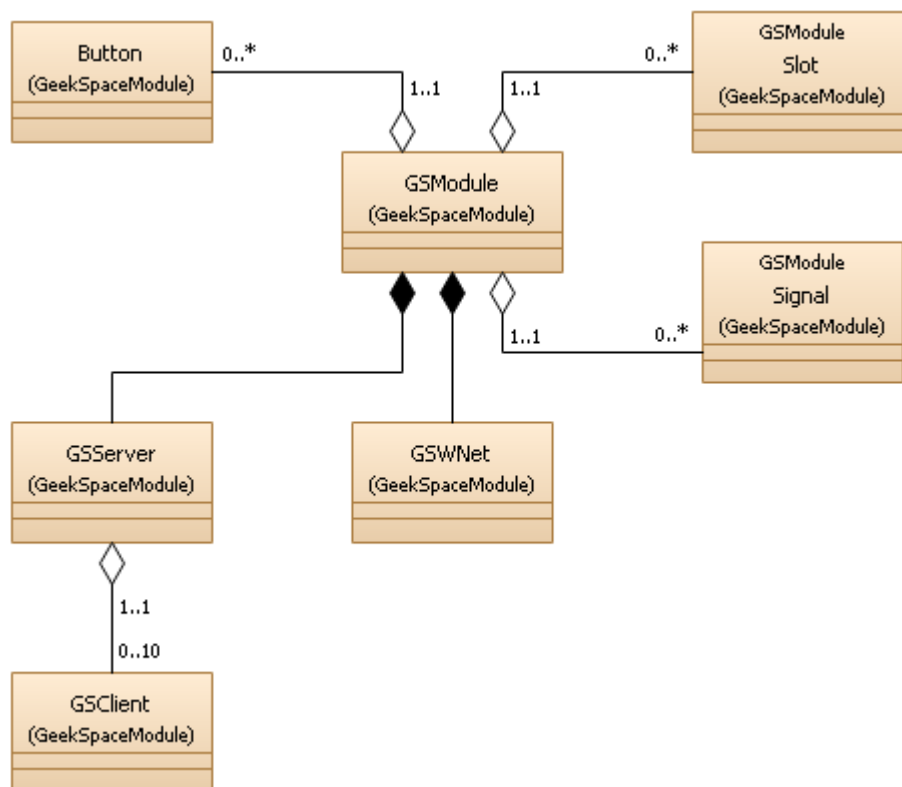 Button
(GeekSpaceModule)
0..*
1..1
GSModule
Slot
(GeekSpaceModule)
0..*
1..1
GSModule
(GeekSpaceModule)
GSModule
Signal
(GeekSpaceModule)
1..1
0..*
GSServer
(GeekSpaceModule)
GSWNet
(GeekSpaceModule)
1..1
0..10
GSClient
(GeekSpaceModule)